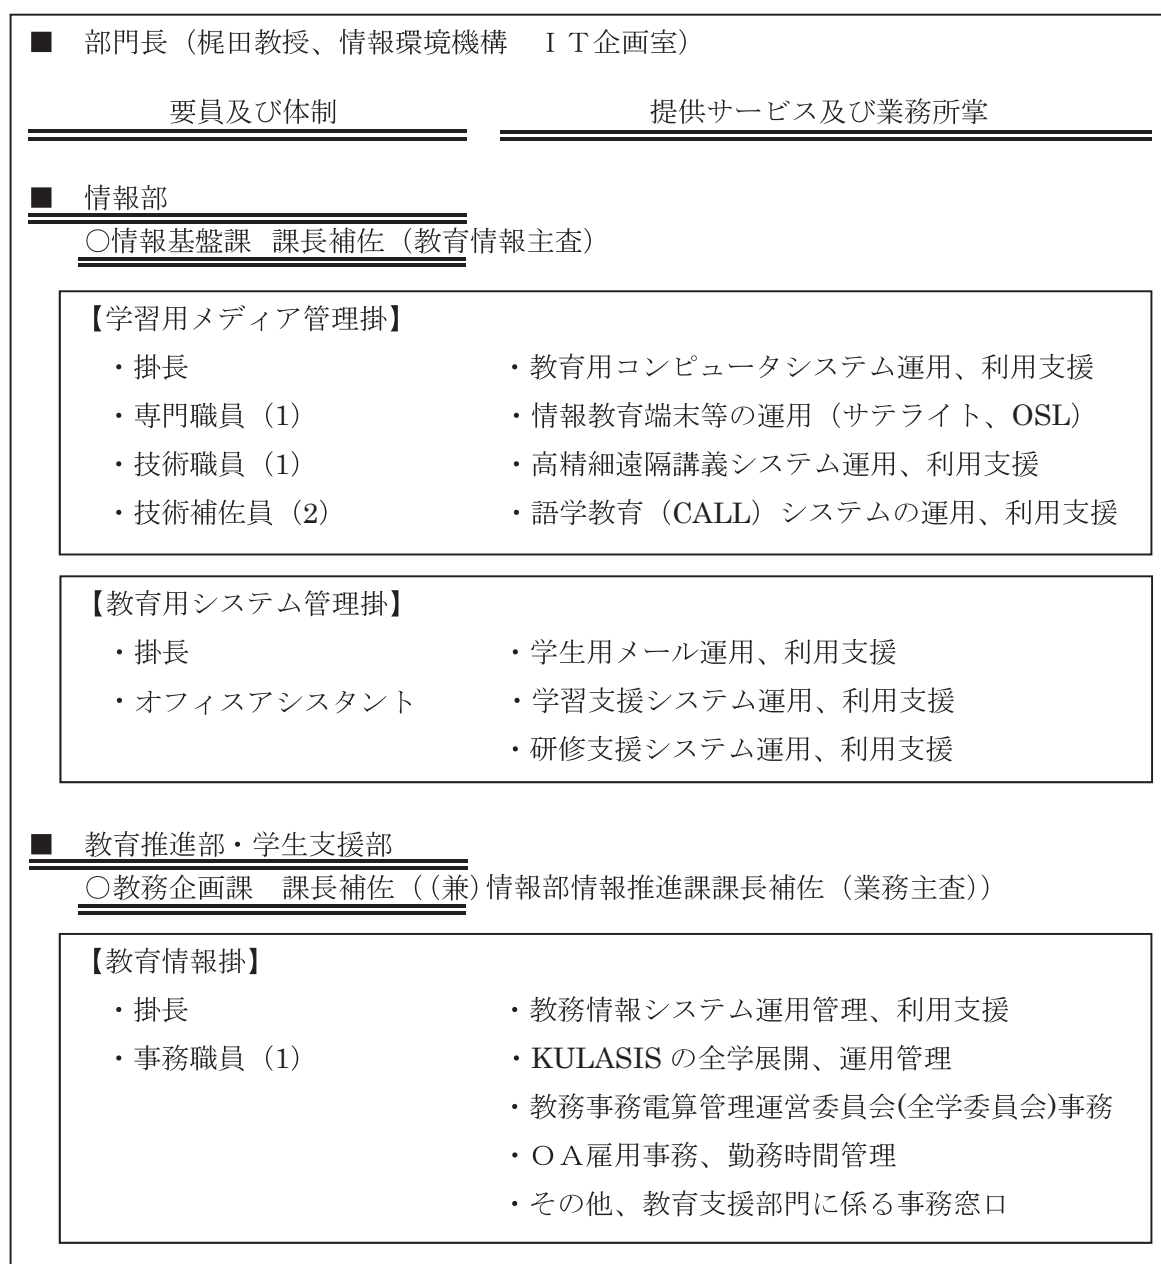 ■ 部門長（梶田教授、情報環境機構　ＩＴ企画室）
要員及び体制　提供サービス及び業務所掌
■ 情報部
○情報基盤課 課長補佐（教育情報主査）
【学習用メディア管理掛】
・掛長　・教育用コンピュータシステム運用、利用支援
・専門職員（1）　・情報教育端末等の運用（サテライト、OSL）
・技術職員（1）　・高精細遠隔講義システム運用、利用支援
・技術補佐員（2）　・語学教育（CALL）システムの運用、利用支援
【教育用システム管理掛】
・掛長　・学生用メール運用、利用支援
・オフィスアシスタント　・学習支援システム運用、利用支援
・研修支援システム運用、利用支援
■ 教育推進部・学生支援部
○教務企画課　課長補佐（(兼)情報部情報推進課課長補佐（業務主査））
【教育情報掛】
・掛長　・教務情報システム運用管理、利用支援
・事務職員（1）　・KULASIS の全学展開、運用管理
・教務事務電算管理運営委員会(全学委員会)事務
・ＯＡ雇用事務、勤務時間管理
・その他、教育支援部門に係る事務窓口